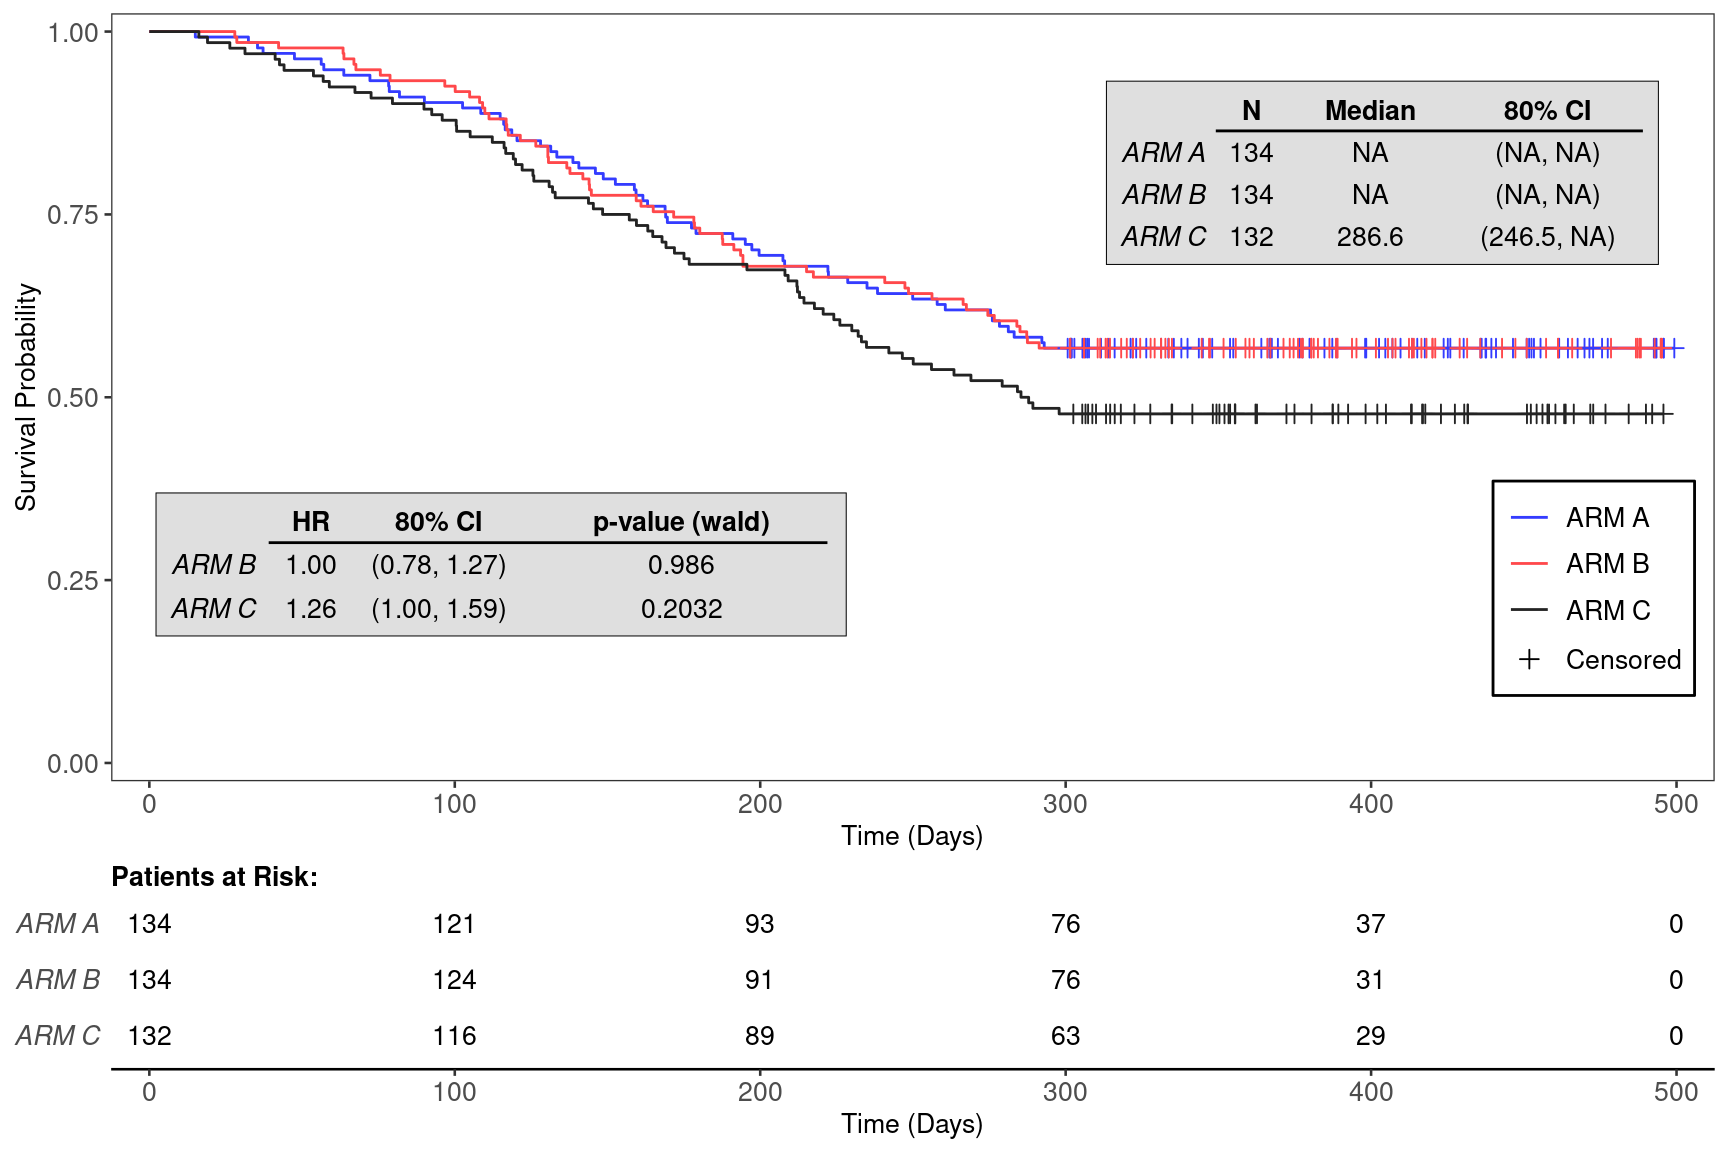 1.00
0.75
0.50
0.25
0.00
Survival Probability
N Median 80% CI
ARM A 134 NA (NA, NA)
ARM B 134 NA (NA, NA)
ARM C 132 286.6 (246.5, NA)
HR 80% CI p-value (wald)
ARM B 1.00 (0.78, 1.27) 0.986
ARM C 1.26 (1.00, 1.59) 0.2032
ARM A
ARM B
ARM C
Censored
0 100 200 300 400 500
Time (Days)
Patients at Risk:
ARM A 134 121 93 76 37 0
ARM B 134 124 91 76 31 0
ARM C 132 116 89 63 29 0
0 100 200 300 400 500
Time (Days)